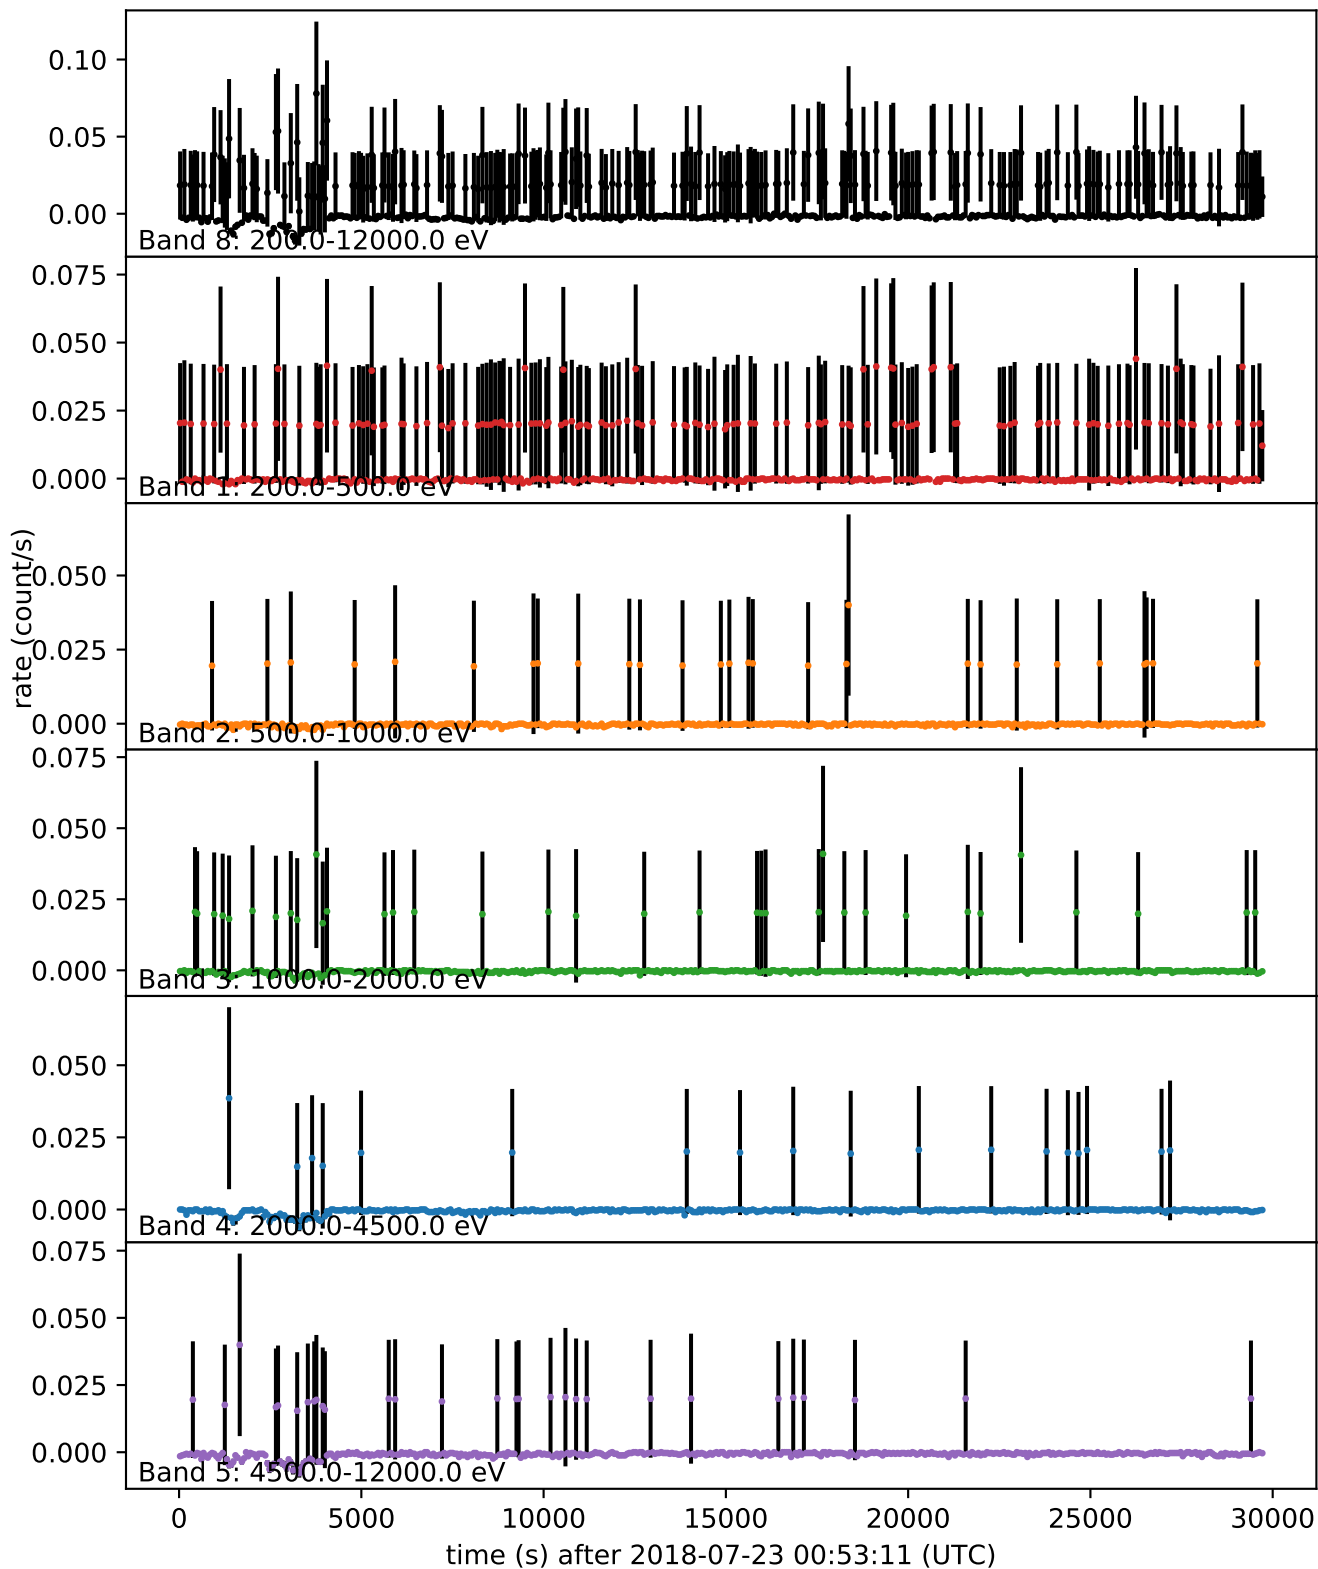 0.10
0.05
0.00
Band 8: 200.0-12000.0 eV
0.075
0.050
0.025
0.000
Band 1: 200.0-500.0 eV
rate (count/s)
0.050
0.025
0.000
Band 2: 500.0-1000.0 eV
0.075
0.050
0.025
0.000
Band 3: 1000.0-2000.0 eV
0.050
0.025
0.000
Band 4: 2000.0-4500.0 eV
0.075
0.050
0.025
0.000
Band 5: 4500.0-12000.0 eV
0 5000 10000 15000 20000 25000 30000
time (s) after 2018-07-23 00:53:11 (UTC)